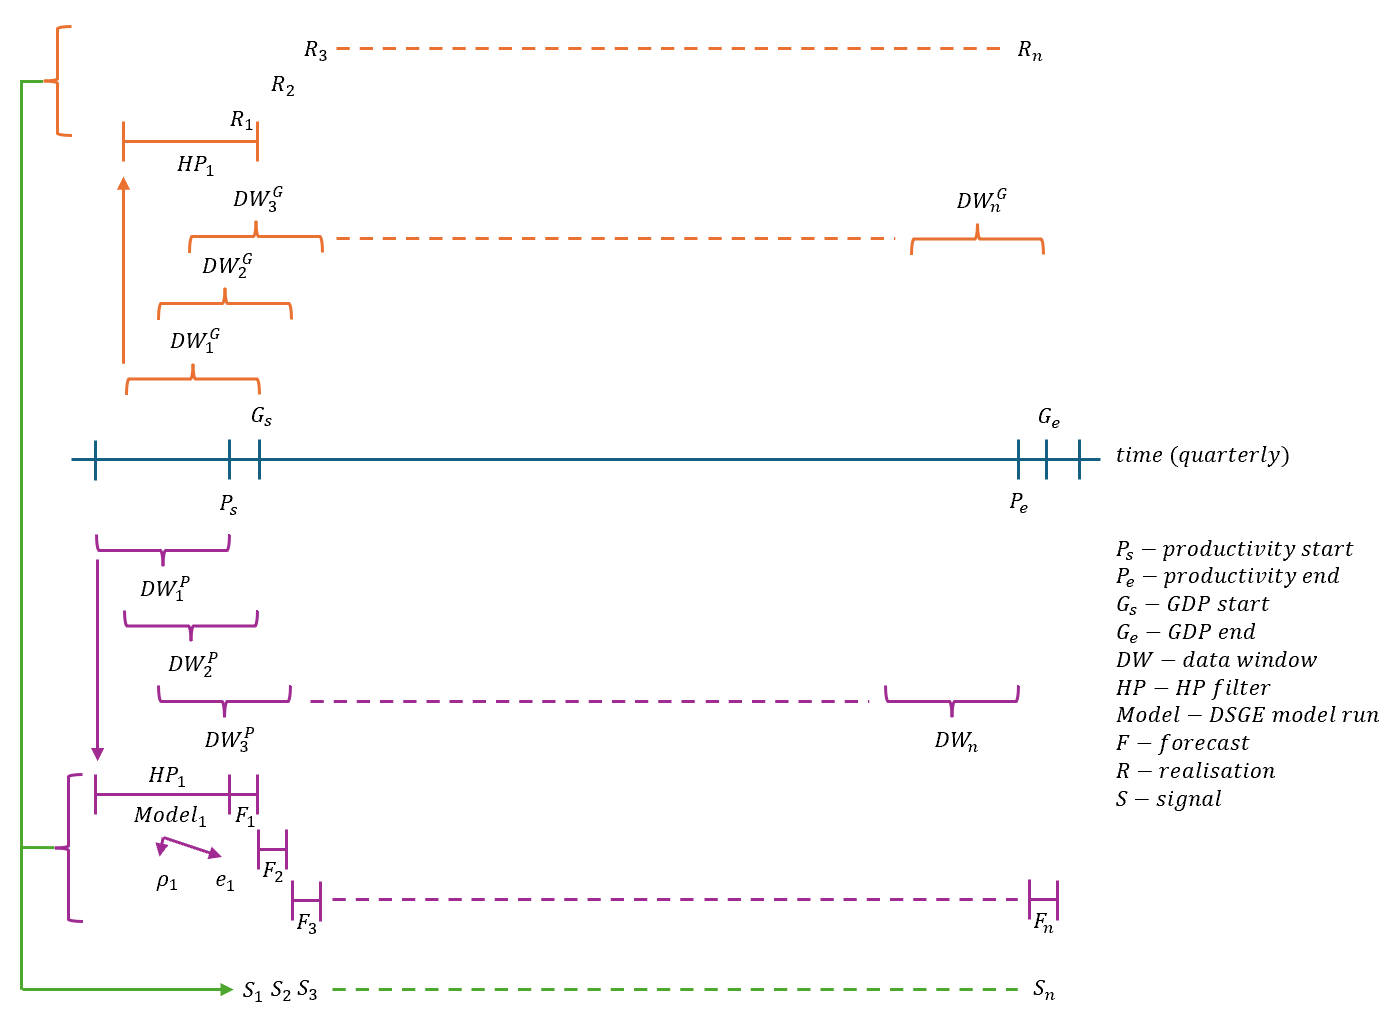 R₃ Rₙ
R₂
R₁
HP₁
DW₃ᴳ DWₙᴳ
DW₂ᴳ
DW₁ᴳ
Gₛ Gₑ
time (quarterly)
Pₛ Pₑ
Pₛ − productivity start
Pₑ − productivity end
Gₛ − GDP start
Gₑ − GDP end
DW − data window
HP − HP filter
Model − DSGE model run
F − forecast
R − realisation
S − signal
DW₁ᴾ
DW₂ᴾ
DW₃ᴾ DWₙ
HP₁
Model₁ F₁
F₂
ρ₁ e₁
F₃ Fₙ
S₁ S₂ S₃ Sₙ